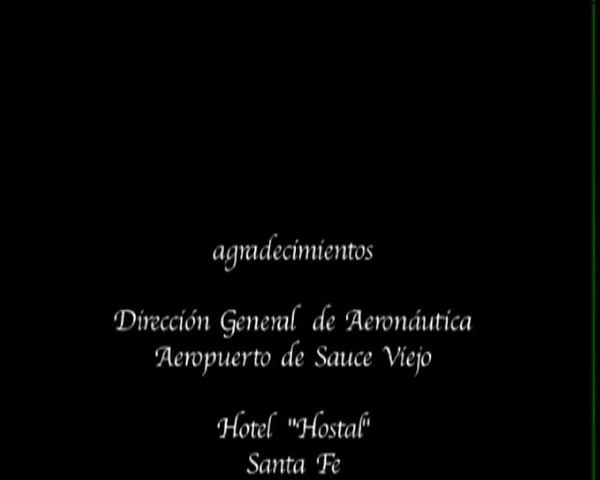 agradecimientos
Dirección General de Aeronáutica
Aeropuerto de Sauce Viejo
Hotel "Hostal"
Santa Fe